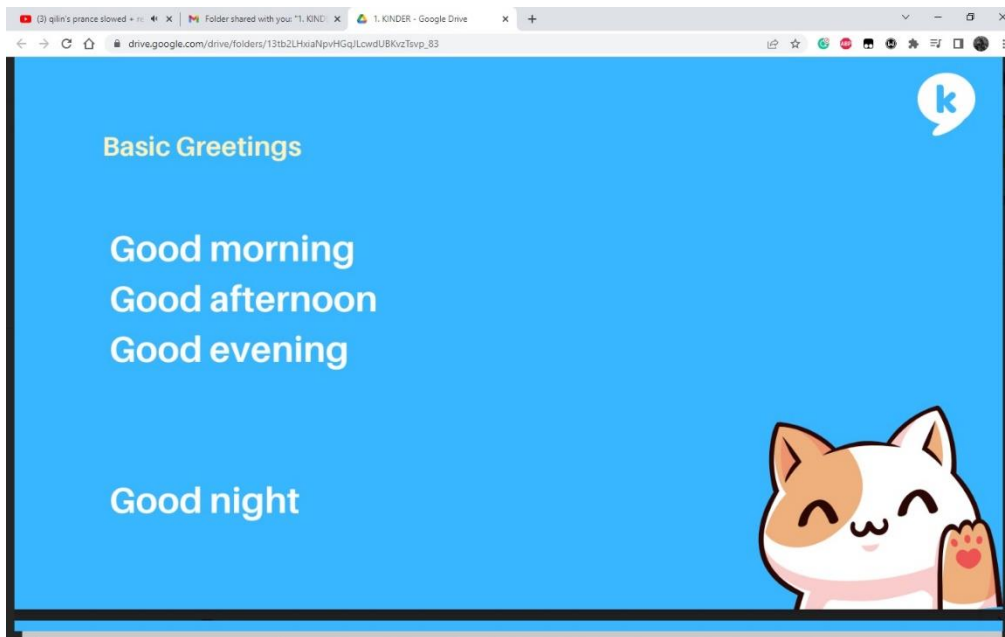 (3) qilin's prance slowed + r
Folder shared with you: "1. KIND
1. KINDER - Google Drive
drive.google.com/drive/folders/13tb2LHxiaNpvHGqJLcwdUBKvzTsvp_83
ABP
k
Basic Greetings
Good morning
Good afternoon
Good evening
Good night